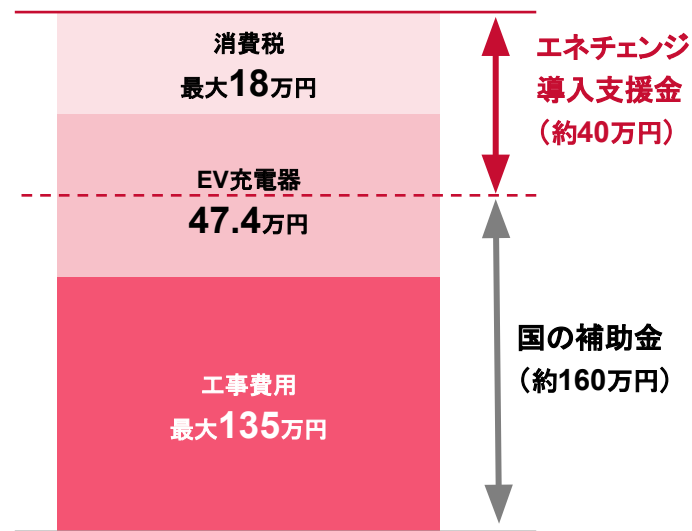 消費税
最大18万円
エネチェンジ
導入支援金
（約40万円）
EV充電器
47.4万円
国の補助金
（約160万円）
工事費用
最大135万円